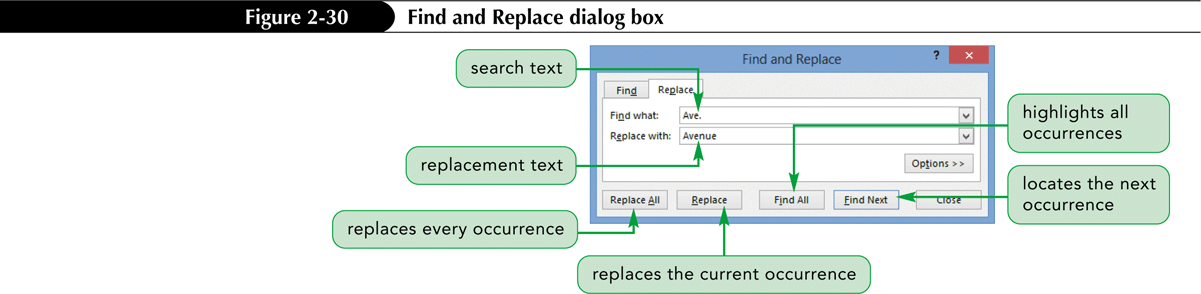 Figure 2-30 Find and Replace dialog box
search text
Find and Replace
?
Find
Replace
Find what: Ave.
Replace with: Avenue
highlights all
occurrences
replacement text
Options >>
locates the next
occurrence
Replace All
Replace
Find All
Find Next
Close
replaces every occurrence
replaces the current occurrence